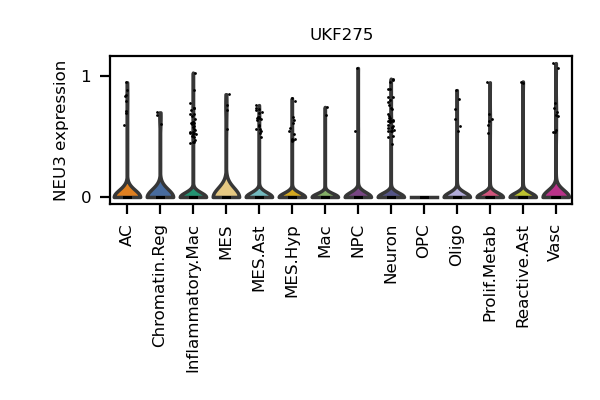 UKF275
NEU3 expression
1
0
AC
Chromatin.Reg
Inflammatory.Mac
MES
MES.Ast
MES.Hyp
Mac
NPC
Neuron
OPC
Oligo
Prolif.Metab
Reactive.Ast
Vasc